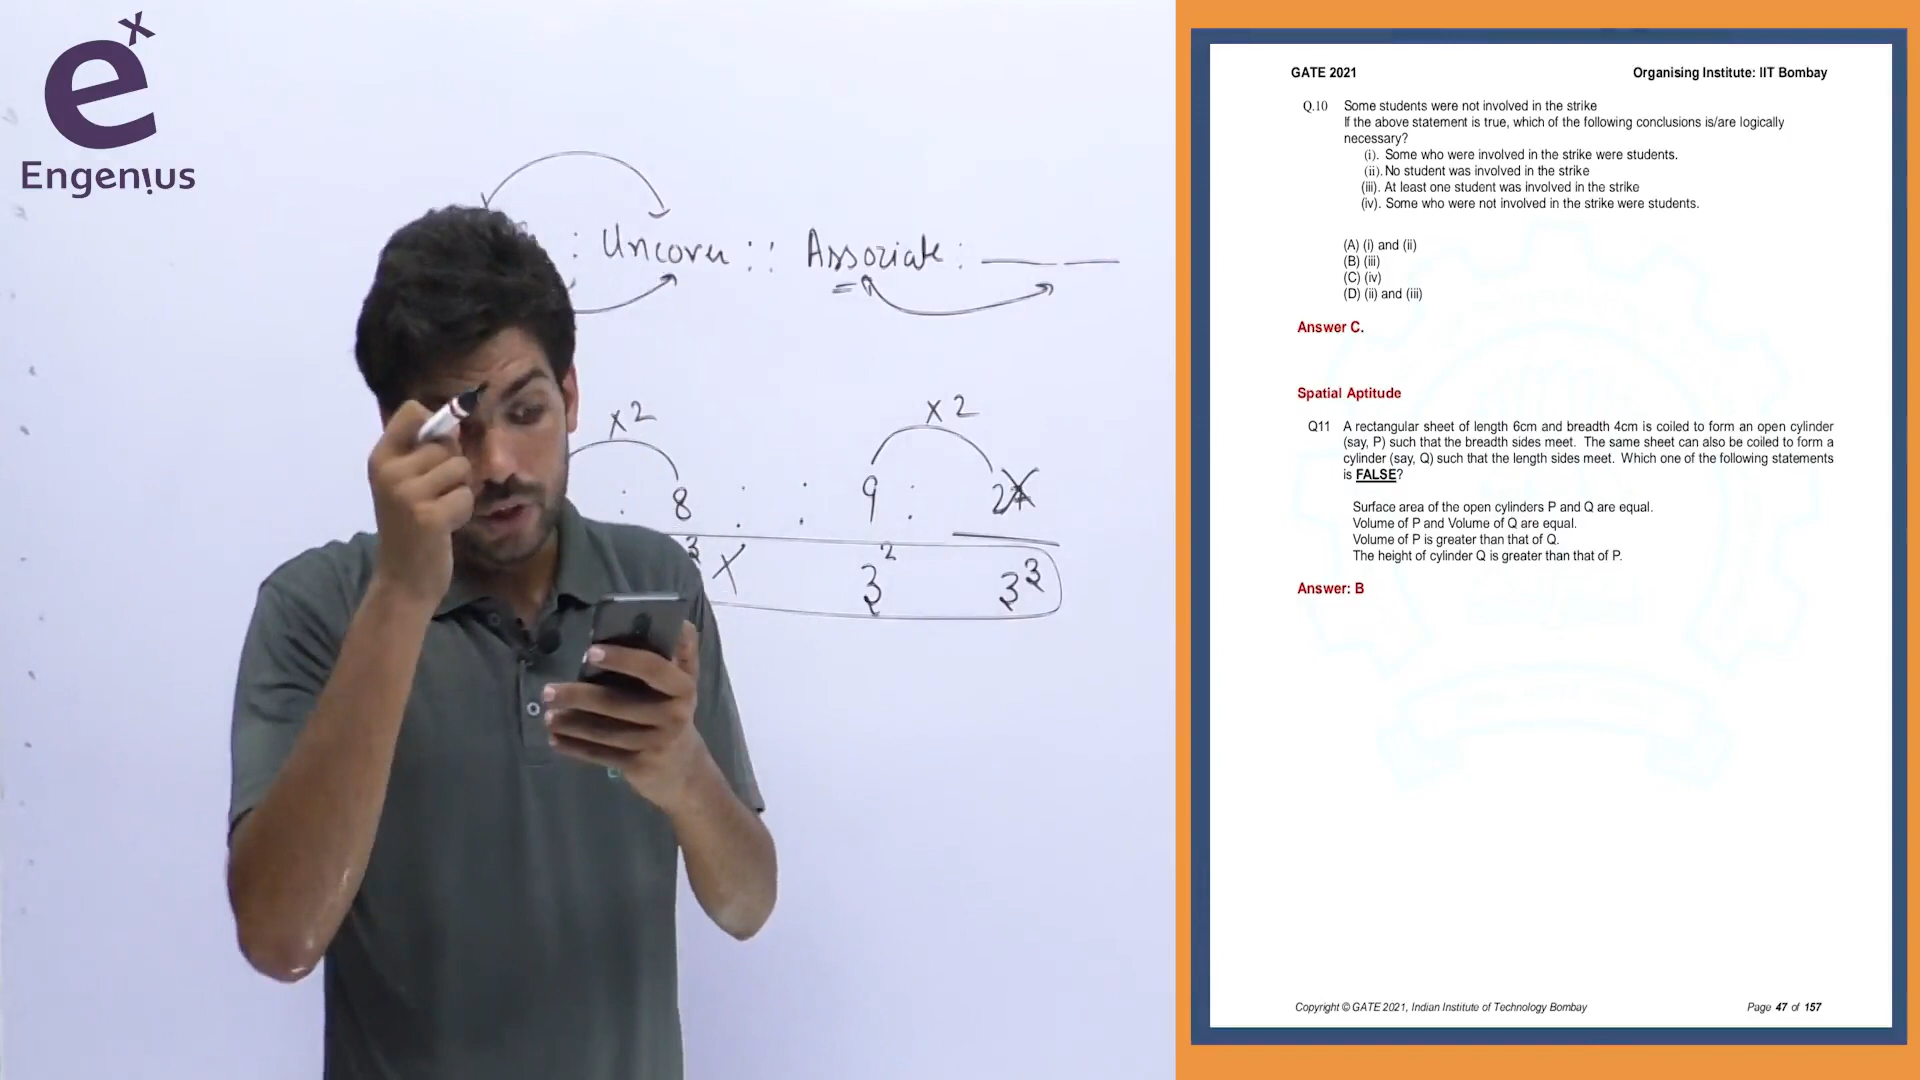 ex
Engenius
: Uncover :: Associate : __ __
x2
x2
: 8 : : 9 : 2
3 X 3² 3³
GATE 2021 Organising Institute: IIT Bombay
Q.10 Some students were not involved in the strike
If the above statement is true, which of the following conclusions is/are logically
necessary?
(i). Some who were involved in the strike were students.
(ii). No student was involved in the strike
(iii). At least one student was involved in the strike
(iv). Some who were not involved in the strike were students.
(A) (i) and (ii)
(B) (iii)
(C) (iv)
(D) (ii) and (iii)
Answer C.
Spatial Aptitude
Q11 A rectangular sheet of length 6cm and breadth 4cm is coiled to form an open cylinder
(say, P) such that the breadth sides meet. The same sheet can also be coiled to form a
cylinder (say, Q) such that the length sides meet. Which one of the following statements
is FALSE?
Surface area of the open cylinders P and Q are equal.
Volume of P and Volume of Q are equal.
Volume of P is greater than that of Q.
The height of cylinder Q is greater than that of P.
Answer: B
Copyright © GATE 2021, Indian Institute of Technology Bombay Page 47 of 157